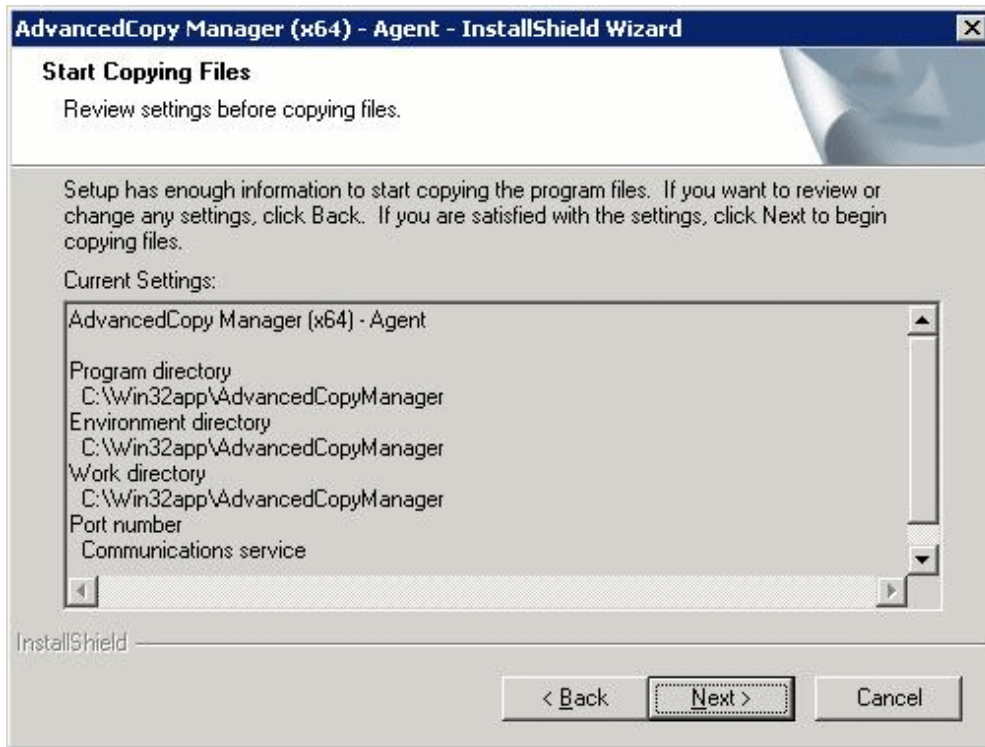 AdvancedCopy Manager (x64) - Agent - InstallShield Wizard
Start Copying Files
Review settings before copying files.
Setup has enough information to start copying the program files.  If you want to review or
change any settings, click Back.  If you are satisfied with the settings, click Next to begin
copying files.
Current Settings:
AdvancedCopy Manager (x64) - Agent
Program directory
C:\Win32app\AdvancedCopyManager
Environment directory
C:\Win32app\AdvancedCopyManager
Work directory
C:\Win32app\AdvancedCopyManager
Port number
Communications service
InstallShield
< Back
Next >
Cancel